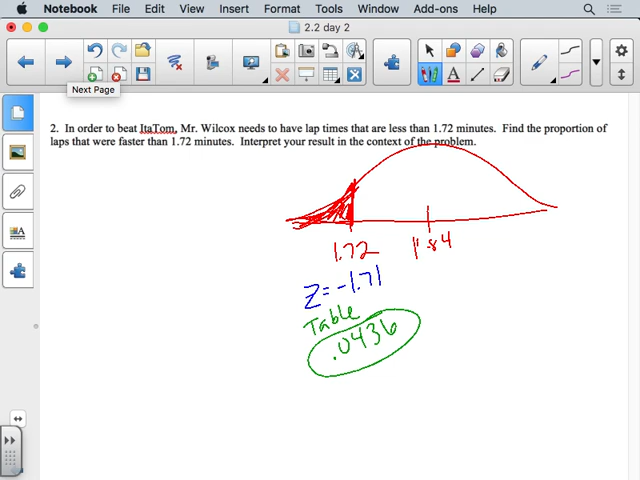 Notebook File Edit View Insert Format Tools Add-ons Window Help
2.2 day 2
Next Page
2. In order to beat ItaTom, Mr. Wilcox needs to have lap times that are less than 1.72 minutes. Find the proportion of
laps that were faster than 1.72 minutes. Interpret your result in the context of the problem.
1.72 1.84
Z = -1.71
Table
.0436